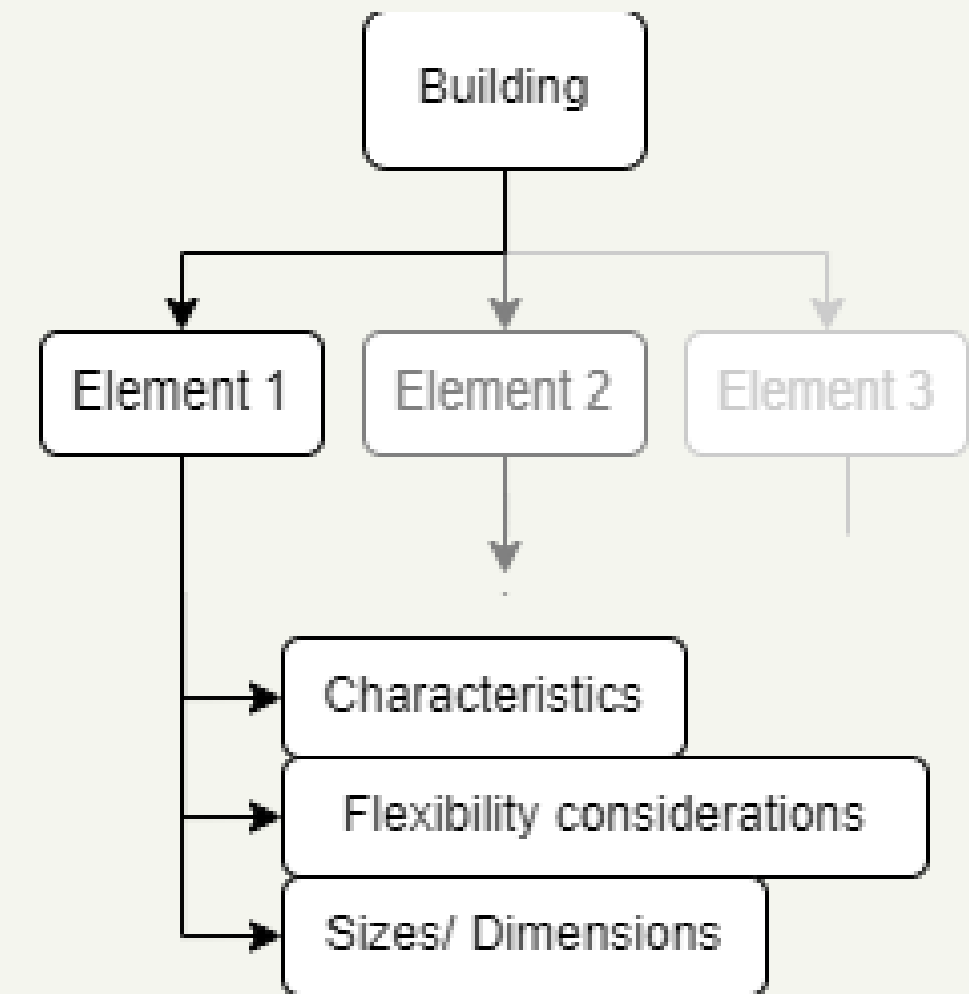 Building
Element 1
Element 2
Element 3
Characteristics
Flexibility considerations
Sizes/ Dimensions